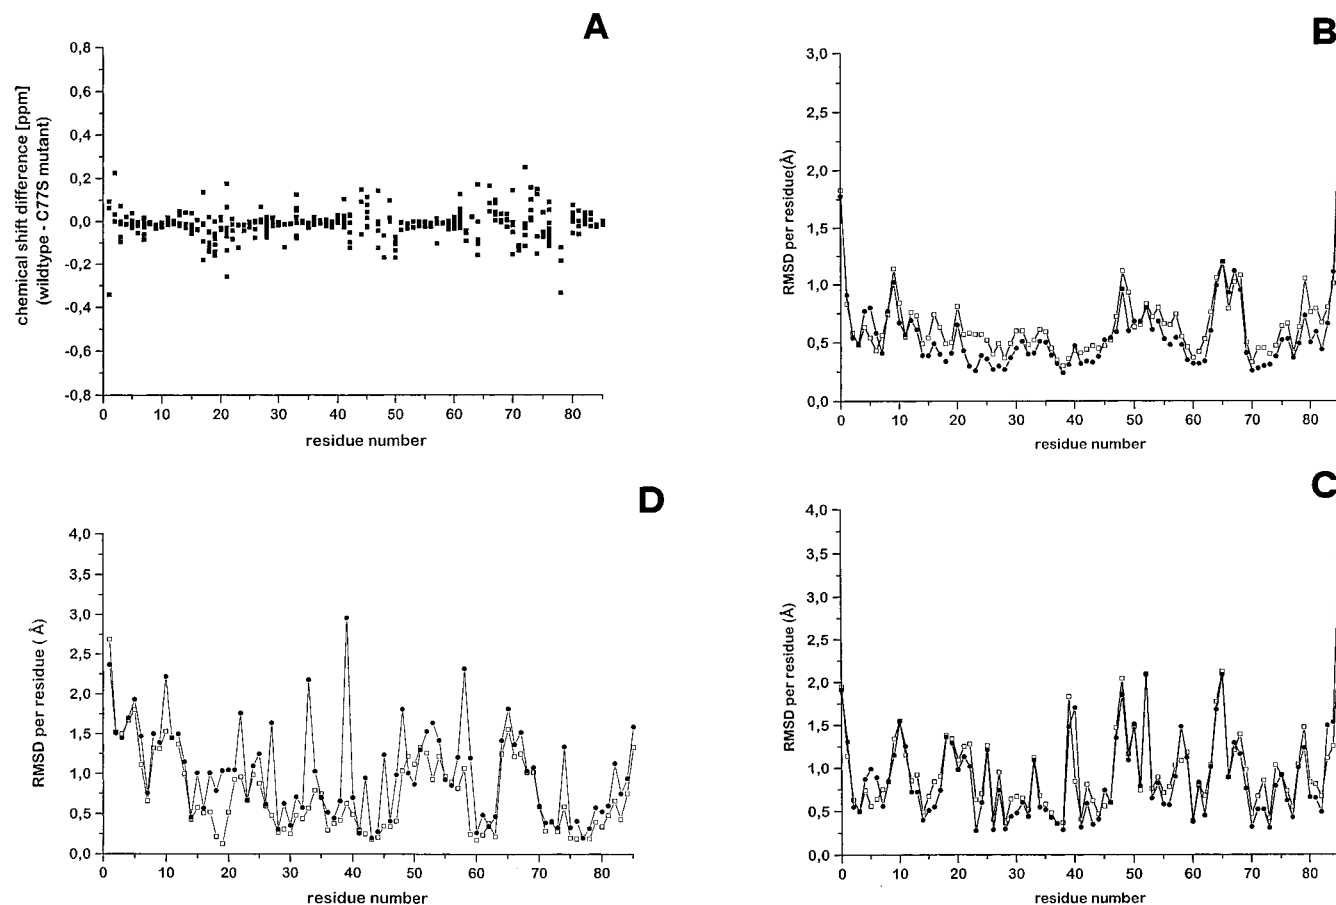 A
0,8
0,6
0,4
0,2
0,0
-0,2
-0,4
-0,6
-0,8
chemical shift difference [ppm]
(wildtype - C77S mutant)
0 10 20 30 40 50 60 70 80
residue number
B
3,0
2,5
2,0
1,5
1,0
0,5
0,0
RMSD per residue(Å)
0 10 20 30 40 50 60 70 80
residue number
D
4,0
3,5
3,0
2,5
2,0
1,5
1,0
0,5
0,0
RMSD per residue ( Å)
0 10 20 30 40 50 60 70 80
residue number
C
4,0
3,5
3,0
2,5
2,0
1,5
1,0
0,5
0,0
RMSD per residue (Å)
0 10 20 30 40 50 60 70 80
residue number